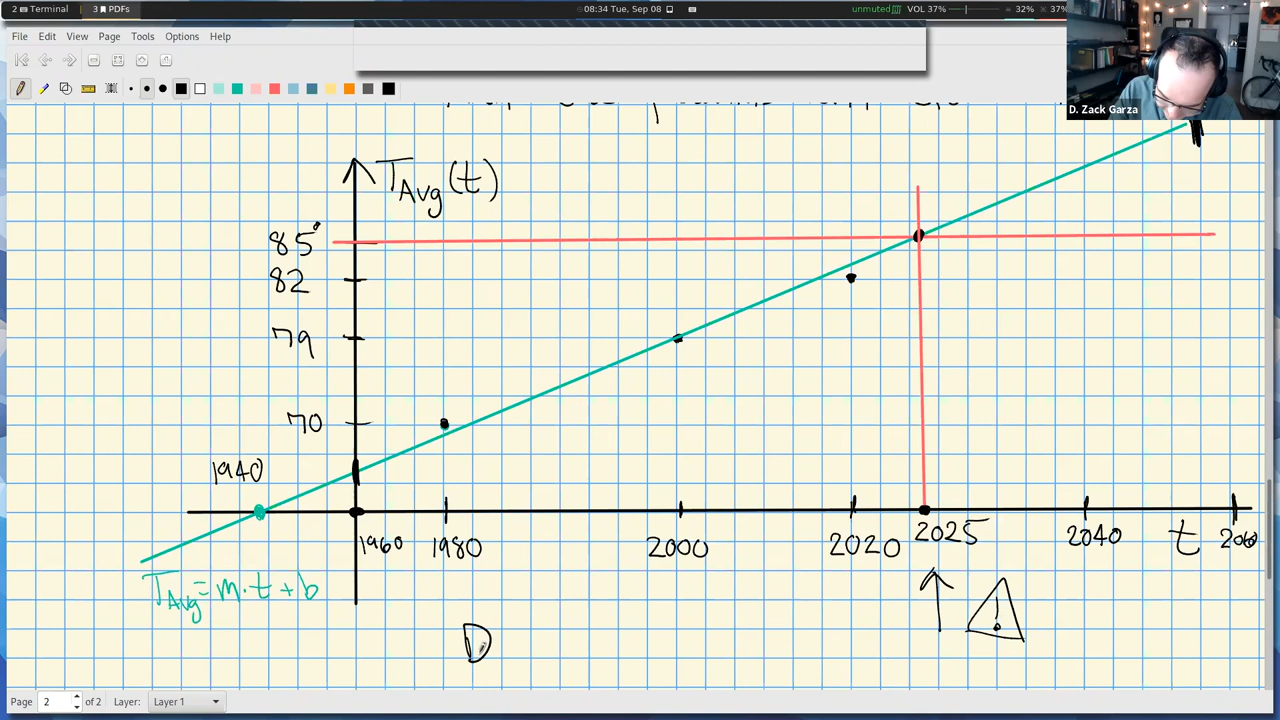 2 Terminal 3 PDFs 08:34 Tue, Sep 08 unmuted VOL 37% 32% 37%
File Edit View Page Tools Options Help
D. Zack Garza
T_Avg(t)
85°
82
79
70
1940
1960 1980 2000 2020 2025 2040 t 2060
T_Avg = m·t + b
!
D
Page 2 of 2 Layer: Layer 1